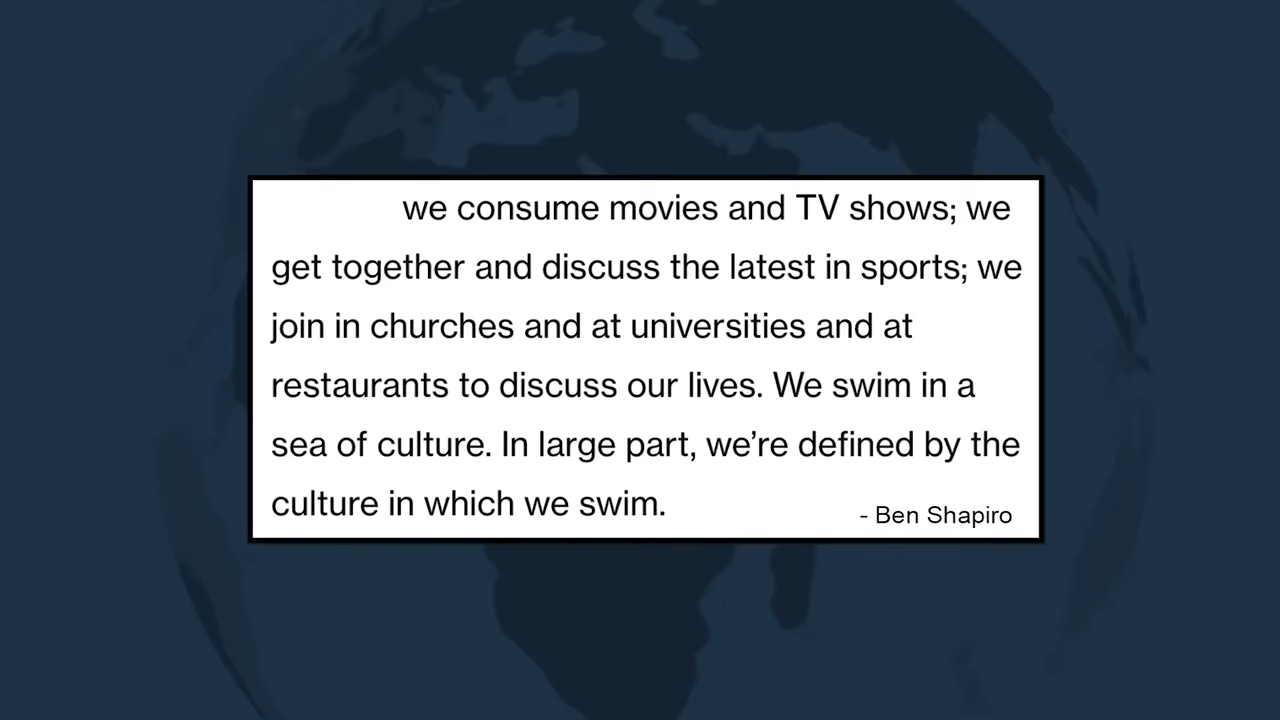 we consume movies and TV shows; we
get together and discuss the latest in sports; we
join in churches and at universities and at
restaurants to discuss our lives. We swim in a
sea of culture. In large part, we’re defined by the
culture in which we swim.
- Ben Shapiro